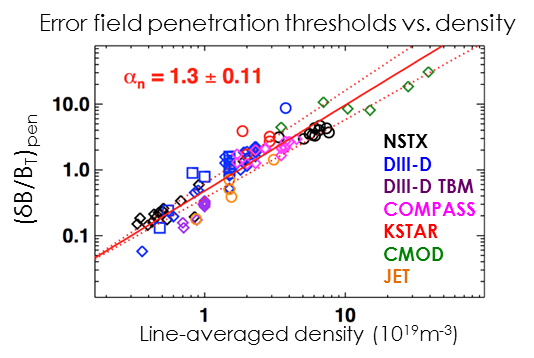 Error field penetration thresholds vs. density
αn = 1.3 ± 0.11
(δB/BT)pen
10.0
1.0
0.1
NSTX
DIII-D
DIII-D TBM
COMPASS
KSTAR
CMOD
JET
1
10
Line-averaged density (10¹⁹m⁻³)